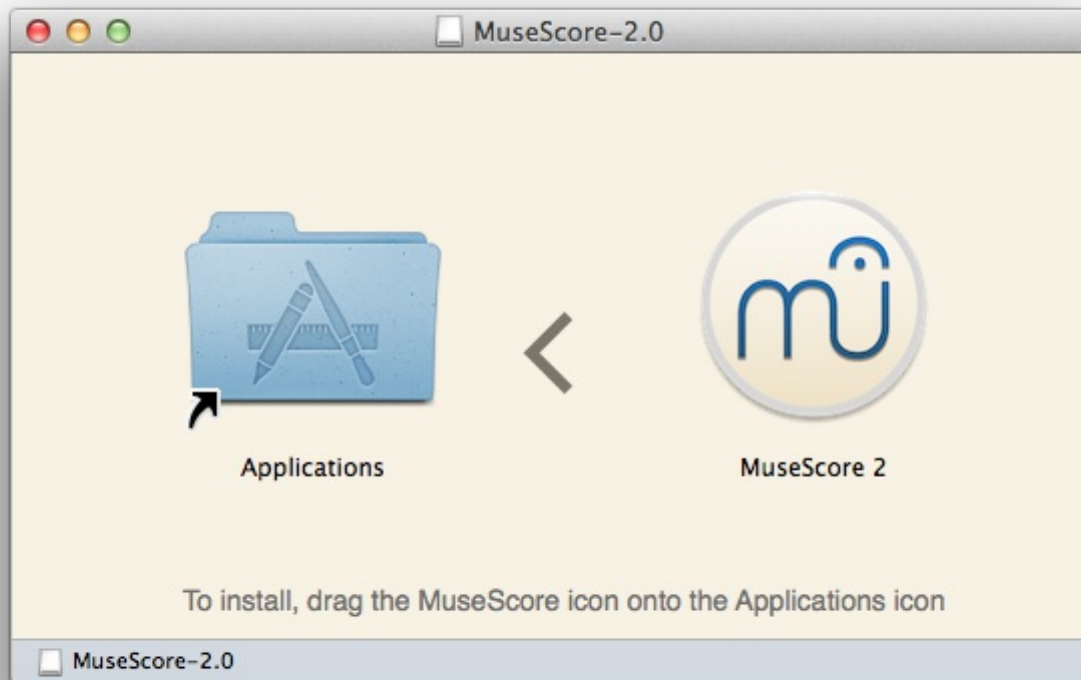 MuseScore-2.0
Applications
MuseScore 2
To install, drag the MuseScore icon onto the Applications icon
MuseScore-2.0